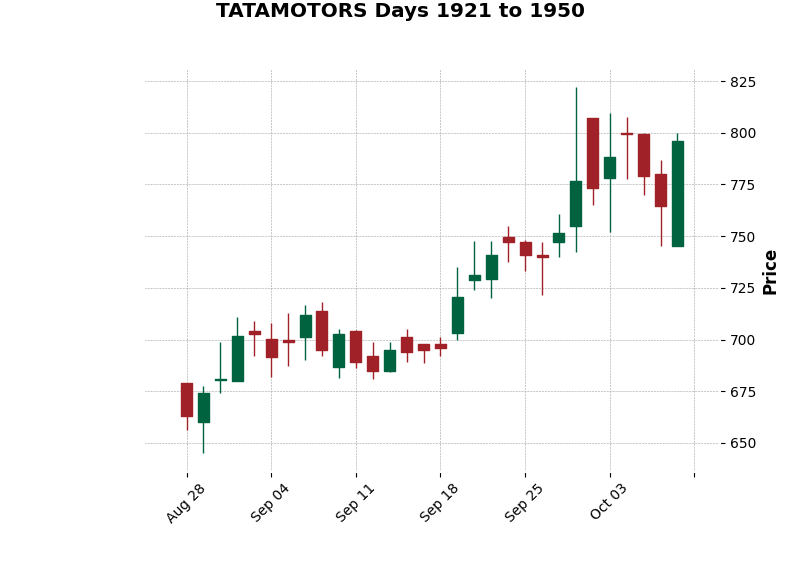 TATAMOTORS Days 1921 to 1950
825
800
775
750
725
700
675
650
Price
Aug 28
Sep 04
Sep 11
Sep 18
Sep 25
Oct 03